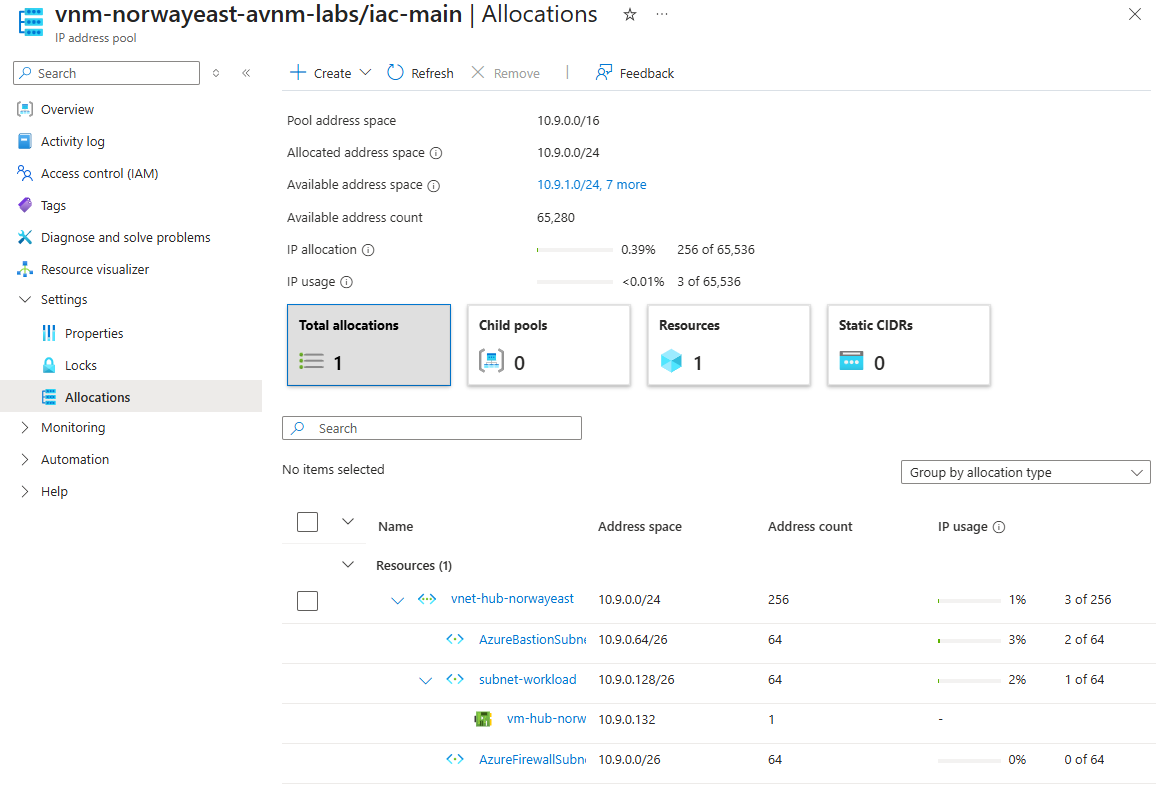 vnm-norwayeast-avnm-labs/iac-main | Allocations
IP address pool
Search
Create
Refresh
Remove
Feedback
Overview
Activity log
Access control (IAM)
Tags
Diagnose and solve problems
Resource visualizer
Settings
Properties
Locks
Allocations
Monitoring
Automation
Help
Pool address space 10.9.0.0/16
Allocated address space 10.9.0.0/24
Available address space 10.9.1.0/24, 7 more
Available address count 65,280
IP allocation 0.39% 256 of 65,536
IP usage <0.01% 3 of 65,536
Total allocations 1
Child pools 0
Resources 1
Static CIDRs 0
Search
No items selected
Group by allocation type
Name Address space Address count IP usage
Resources (1)
vnet-hub-norwayeast 10.9.0.0/24 256 1% 3 of 256
AzureBastionSubne 10.9.0.64/26 64 3% 2 of 64
subnet-workload 10.9.0.128/26 64 2% 1 of 64
vm-hub-norw 10.9.0.132 1 -
AzureFirewallSubn 10.9.0.0/26 64 0% 0 of 64